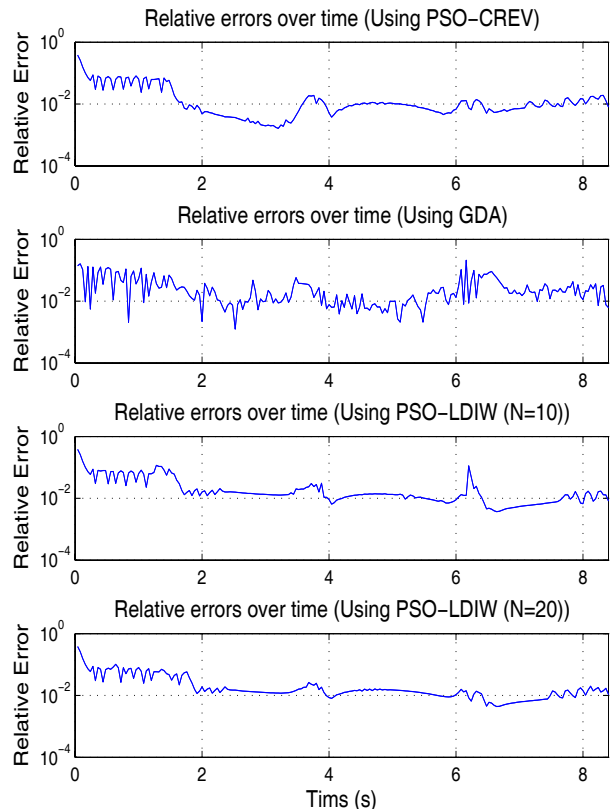 Relative errors over time (Using PSO−CREV)
Relative Error
10^0
10^−2
10^−4
0 2 4 6 8
Relative errors over time (Using GDA)
Relative Error
10^0
10^−2
10^−4
0 2 4 6 8
Relative errors over time (Using PSO−LDIW (N=10))
Relative Error
10^0
10^−2
10^−4
0 2 4 6 8
Relative errors over time (Using PSO−LDIW (N=20))
Relative Error
10^0
10^−2
10^−4
0 2 4 6 8
Tims (s)